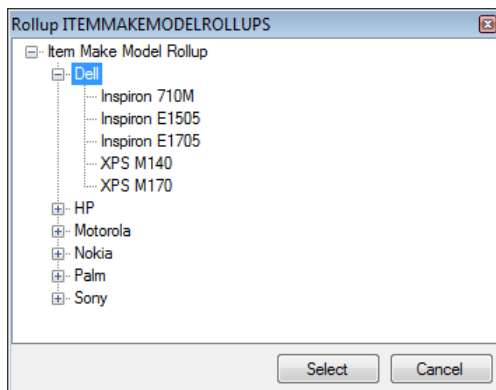 Rollup ITEMMAKEMODELROLLUPS
Item Make Model Rollup
Dell
Inspiron 710M
Inspiron E1505
Inspiron E1705
XPS M140
XPS M170
HP
Motorola
Nokia
Palm
Sony
Select Cancel